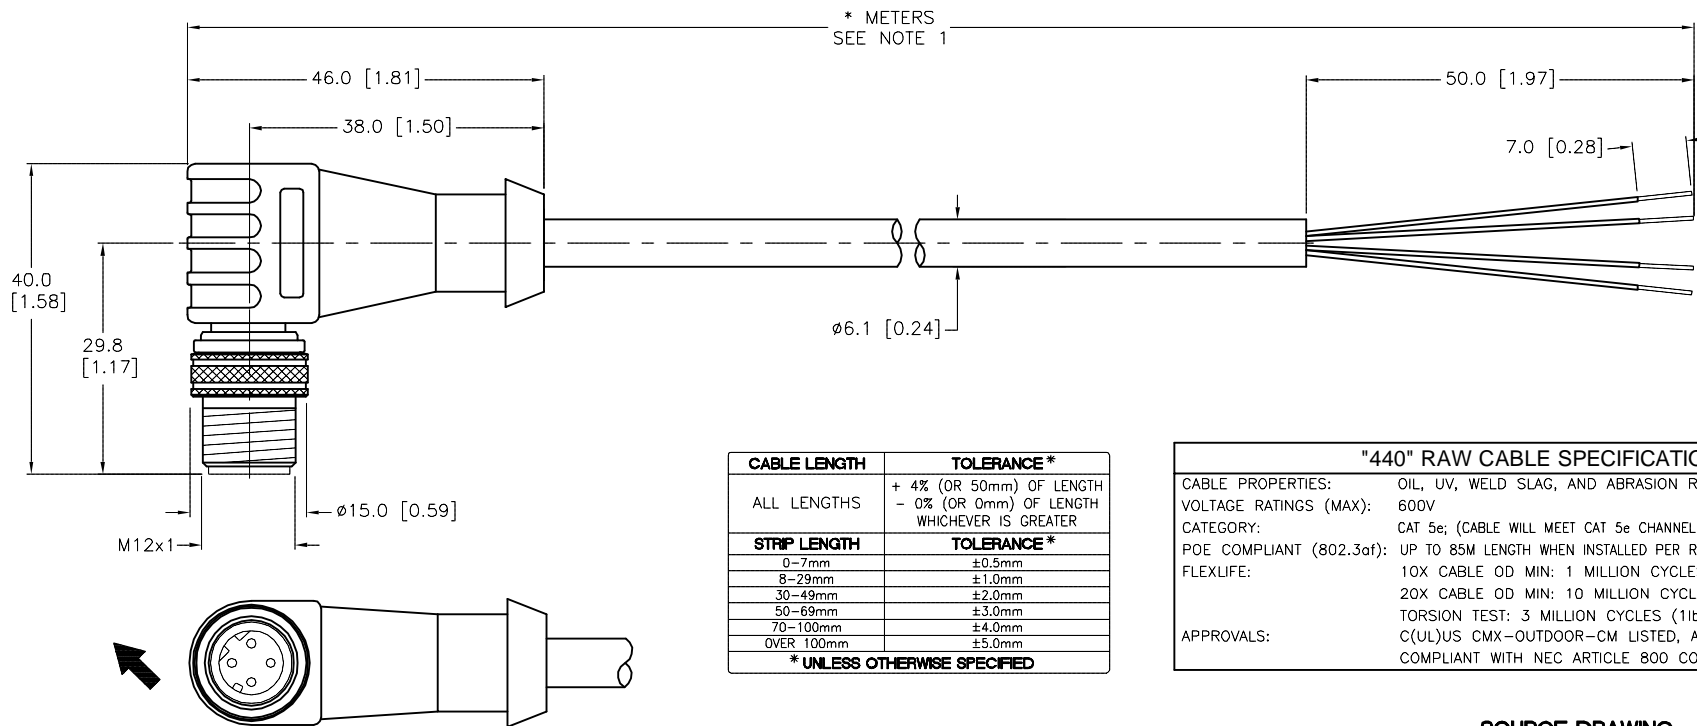 * METERS
SEE NOTE 1
46.0 [1.81]
50.0 [1.97]
38.0 [1.50]
7.0 [0.28]
40.0
[1.58]
29.8
[1.17]
ø6.1 [0.24]
ø15.0 [0.59]
M12x1
CABLE LENGTH TOLERANCE*
ALL LENGTHS + 4% (OR 50mm) OF LENGTH
- 0% (OR 0mm) OF LENGTH
WHICHEVER IS GREATER
STRIP LENGTH TOLERANCE*
0-7mm ±0.5mm
8-29mm ±1.0mm
30-49mm ±2.0mm
50-69mm ±3.0mm
70-100mm ±4.0mm
OVER 100mm ±5.0mm
* UNLESS OTHERWISE SPECIFIED
"440" RAW CABLE
CABLE PROPERTIES: OIL, UV, WELD SLAG, AND ABRASION
VOLTAGE RATINGS (MAX): 600V
CATEGORY: CAT 5e; (CABLE WILL MEET CAT 5e CHANNEL
POE COMPLIANT (802.3af): UP TO 85M LENGTH WHEN INSTALLED PER
FLEXLIFE: 10X CABLE OD MIN: 1 MILLION
20X CABLE OD MIN: 10 MILLION
TORSION TEST: 3 MILLION CYCLES
APPROVALS: C(UL)US CMX-OUTDOOR-CM LISTED,
COMPLIANT WITH NEC ARTICLE 800